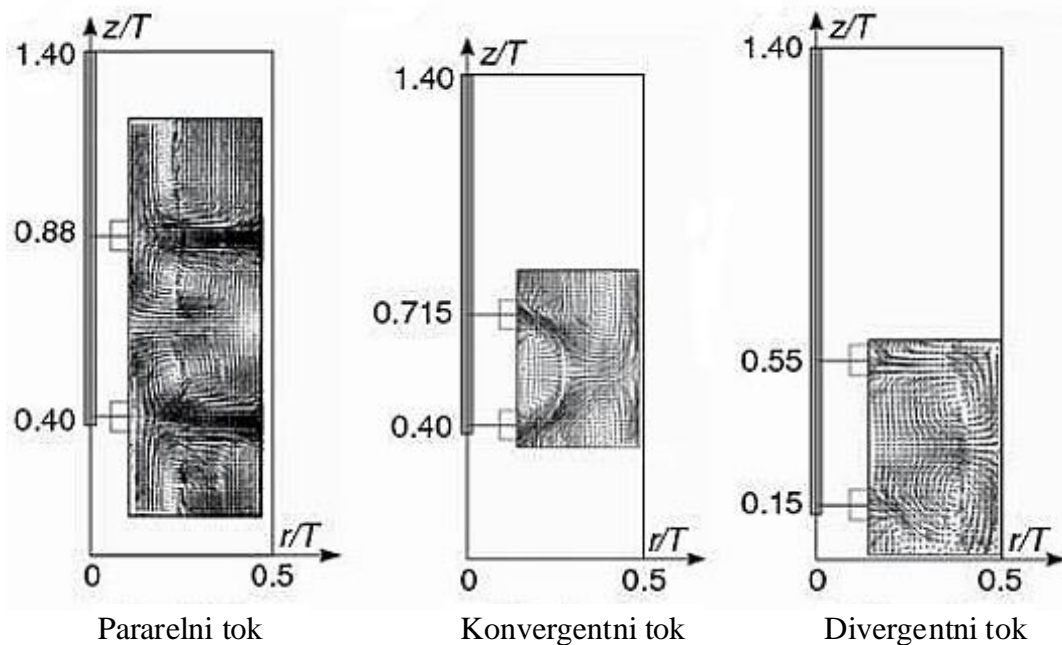 z/T
1.40
0.88
0.40
r/T
0
0.5
Pararelni tok
z/T
1.40
0.715
0.40
r/T
0
0.5
Konvergentni tok
z/T
1.40
0.55
0.15
r/T
0
0.5
Divergentni tok